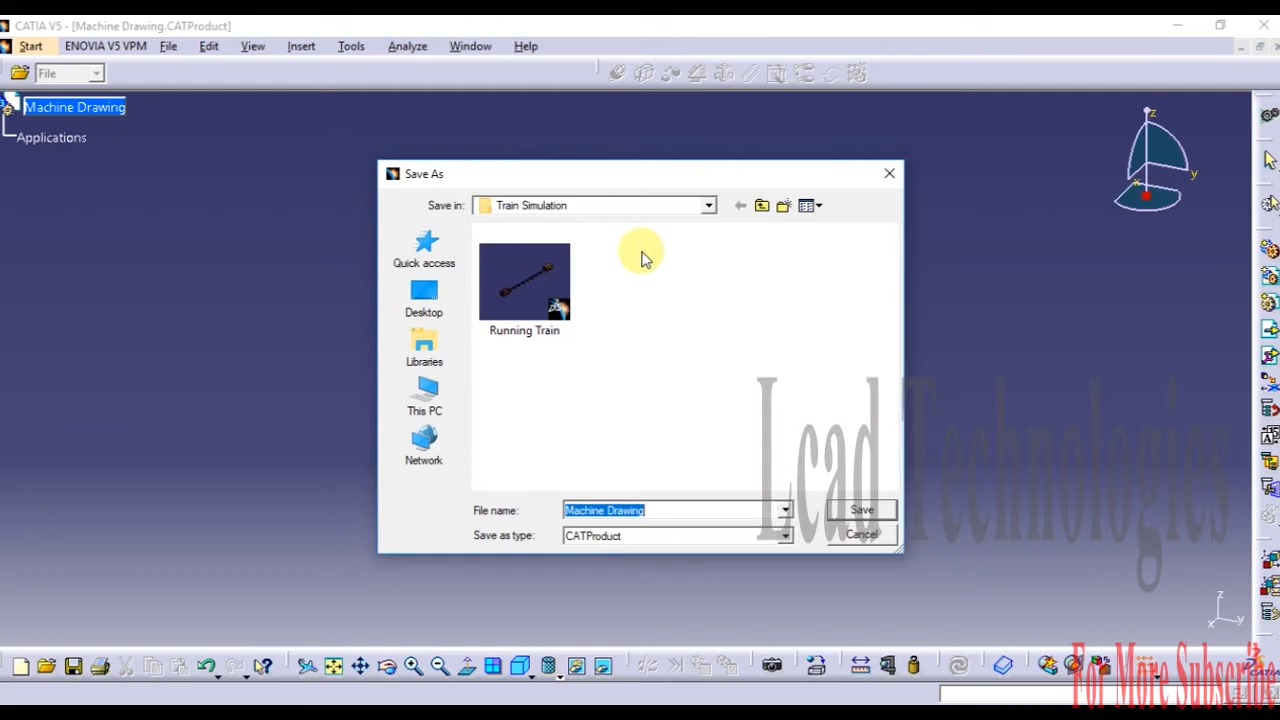 CATIA V5 - [Machine Drawing.CATProduct]
Start ENOVIA V5 VPM File Edit View Insert Tools Analyze Window Help
File
Machine Drawing
Applications
z
y
x
Save As
Save in: Train Simulation
Quick access
Desktop
Libraries
This PC
Network
Running Train
File name: Machine Drawing Save
Save as type: CATProduct Cancel
Lead Technologies
z
x y
For More Subscribe